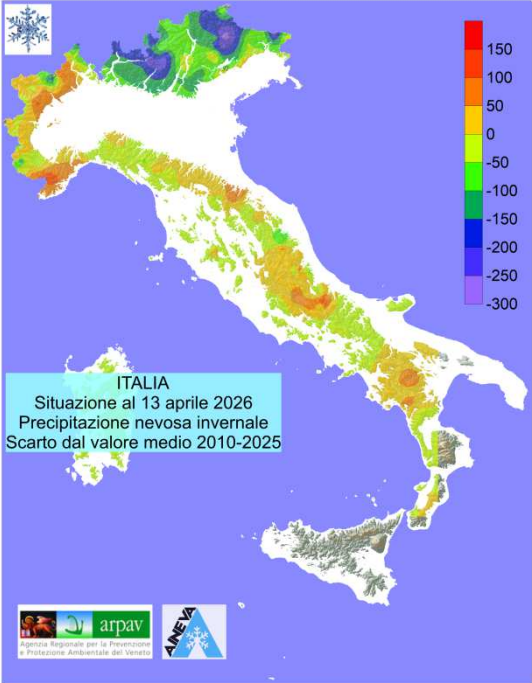 150
100
50
0
-50
-100
-150
-200
-250
-300
ITALIA
Situazione al 13 aprile 2026
Precipitazione nevosa invernale
Scarto dal valore medio 2010-2025
arpav
Agenzia Regionale per la Prevenzione
e Protezione Ambientale del Veneto
AINEVA